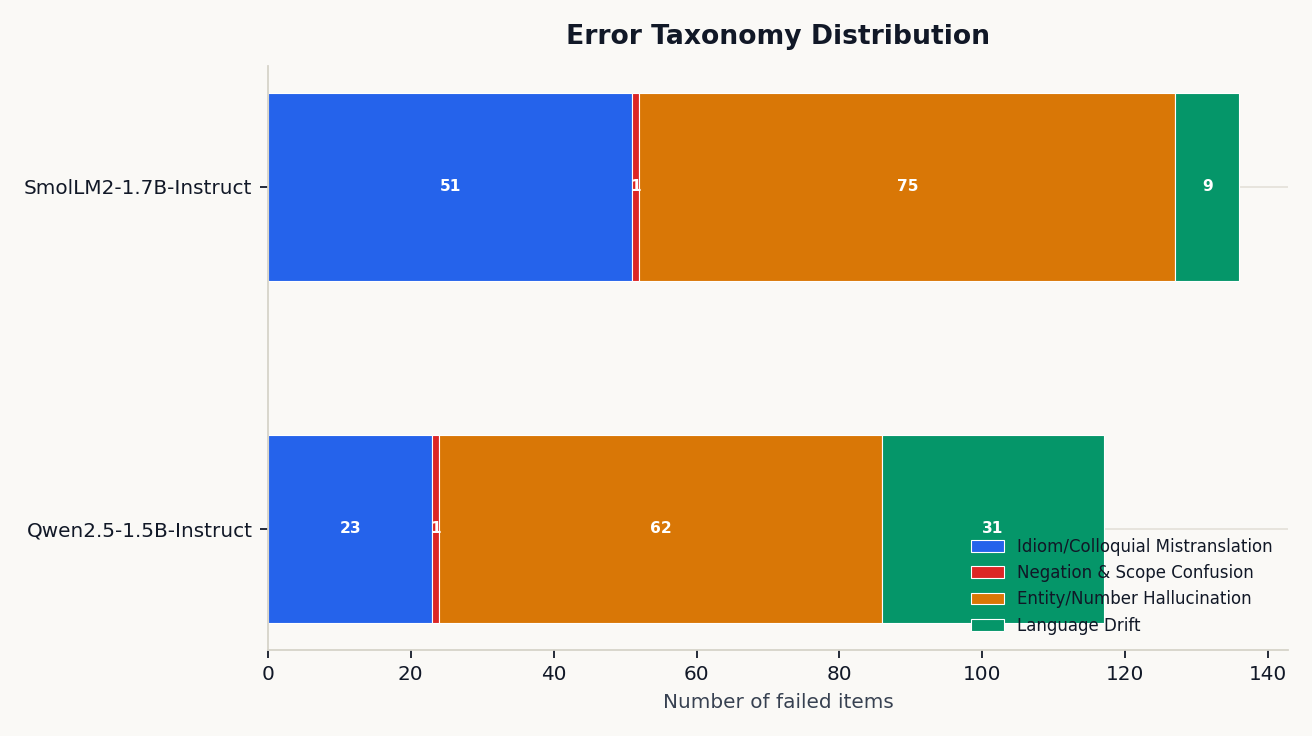 Error Taxonomy Distribution
SmolLM2-1.7B-Instruct
51
1
75
9
Qwen2.5-1.5B-Instruct
23
1
62
31
Idiom/Colloquial Mistranslation
Negation & Scope Confusion
Entity/Number Hallucination
Language Drift
0 20 40 60 80 100 120 140
Number of failed items